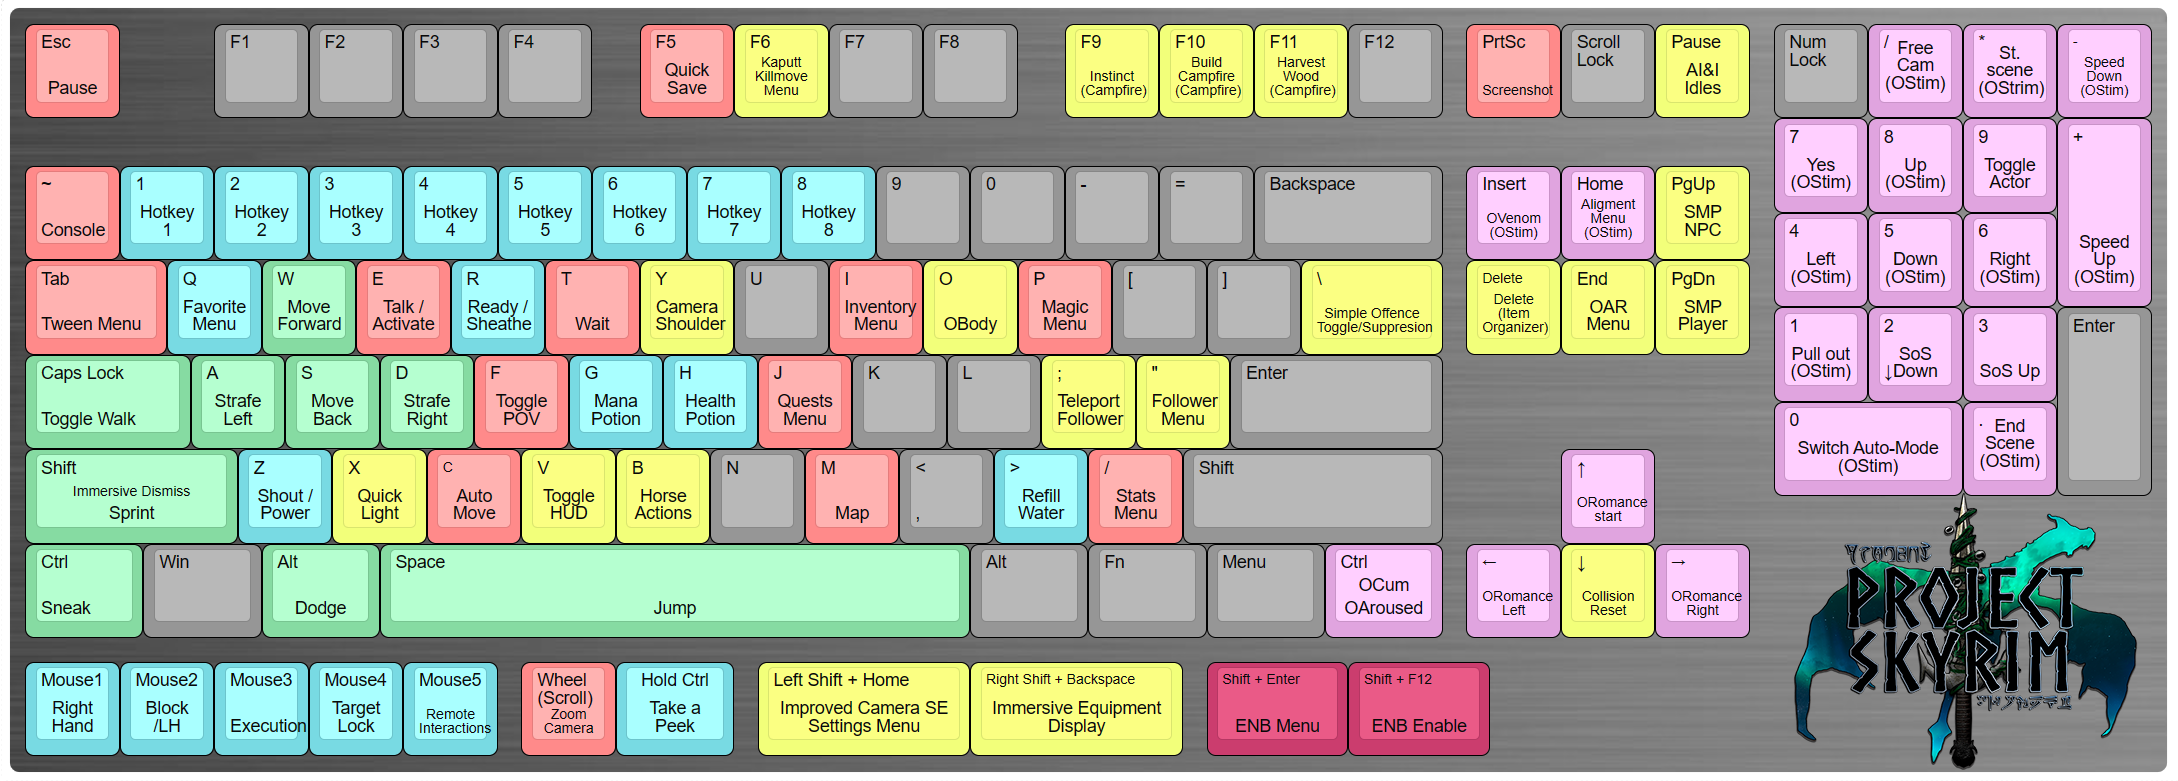 Esc
Pause
F1
F2
F3
F4
F5
Quick
Save
F6
Kaputt
Killmove
Menu
F7
F8
F9
Instinct
(Campfire)
F10
Build
Campfire
(Campfire)
F11
Harvest
Wood
(Campfire)
F12
PrtSc
Screenshot
Scroll
Lock
Pause
AI&I
Idles
Num
Lock
/
Free
Cam
(OStim)
*
St.
scene
(OStrim)
-
Speed
Down
(OStim)
7
Yes
(OStim)
8
Up
(OStim)
9
Toggle
Actor
+
Speed
Up
(OStim)
~
Console
1
Hotkey
1
2
Hotkey
2
3
Hotkey
3
4
Hotkey
4
5
Hotkey
5
6
Hotkey
6
7
Hotkey
7
8
Hotkey
8
9
0
-
=
Backspace
Insert
OVenom
(OStim)
Home
Aligment
Menu
(OStim)
PgUp
SMP
NPC
4
Left
(OStim)
5
Down
(OStim)
6
Right
(OStim)
Tab
Tween Menu
Q
Favorite
Menu
W
Move
Forward
E
Talk /
Activate
R
Ready /
Sheathe
T
Wait
Y
Camera
Shoulder
U
I
Inventory
Menu
O
OBody
P
Magic
Menu
[
]
\
Simple Offence
Toggle/Suppresion
Delete
Delete
(Item
Organizer)
End
OAR
Menu
PgDn
SMP
Player
1
Pull out
(OStim)
2
SoS
↓Down
3
SoS Up
Enter
Caps Lock
Toggle Walk
A
Strafe
Left
S
Move
Back
D
Strafe
Right
F
Toggle
POV
G
Mana
Potion
H
Health
Potion
J
Quests
Menu
K
L
;
Teleport
Follower
"
Follower
Menu
Enter
0
Switch Auto-Mode
(OStim)
.
End
Scene
(OStim)
Shift
Immersive Dismiss
Sprint
Z
Shout /
Power
X
Quick
Light
C
Auto
Move
V
Toggle
HUD
B
Horse
Actions
N
M
Map
<
,
>
Refill
Water
/
Stats
Menu
Shift
↑
ORomance
start
Ctrl
Sneak
Win
Alt
Dodge
Space
Jump
Alt
Fn
Menu
Ctrl
OCum
OAroused
←
ORomance
Left
↓
Collision
Reset
→
ORomance
Right
PROJECT
SKYRIM
Mouse1
Right
Hand
Mouse2
Block
/LH
Mouse3
Execution
Mouse4
Target
Lock
Mouse5
Remote
Interactions
Wheel
(Scroll)
Zoom
Camera
Hold Ctrl
Take a
Peek
Left Shift + Home
Improved Camera SE
Settings Menu
Right Shift + Backspace
Immersive Equipment
Display
Shift + Enter
ENB Menu
Shift + F12
ENB Enable